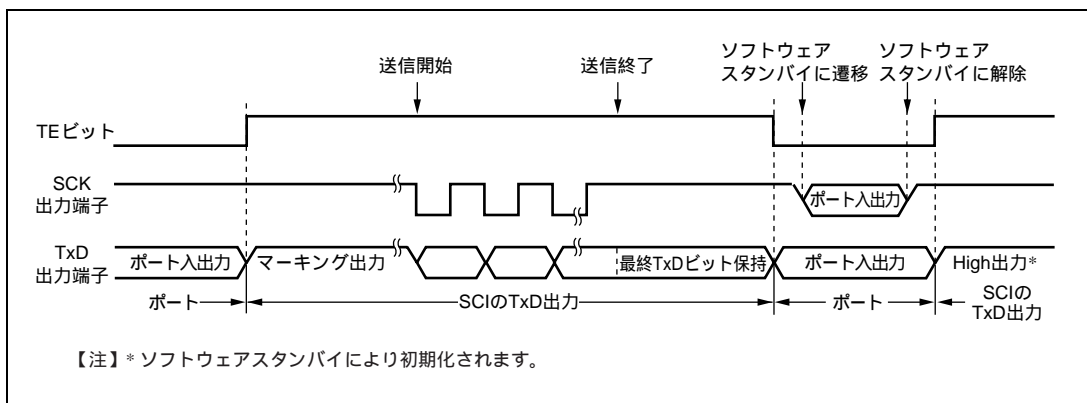 送信開始
送信終了
ソフトウェア
スタンバイに遷移
ソフトウェア
スタンバイに解除
TEビット
SCK
出力端子
ポート入出力
TxD
出力端子
ポート入出力
マーキング出力
最終TxDビット保持
ポート入出力
High出力*
ポート
SCIのTxD出力
ポート
SCIの
TxD出力
【注】* ソフトウェアスタンバイにより初期化されます。